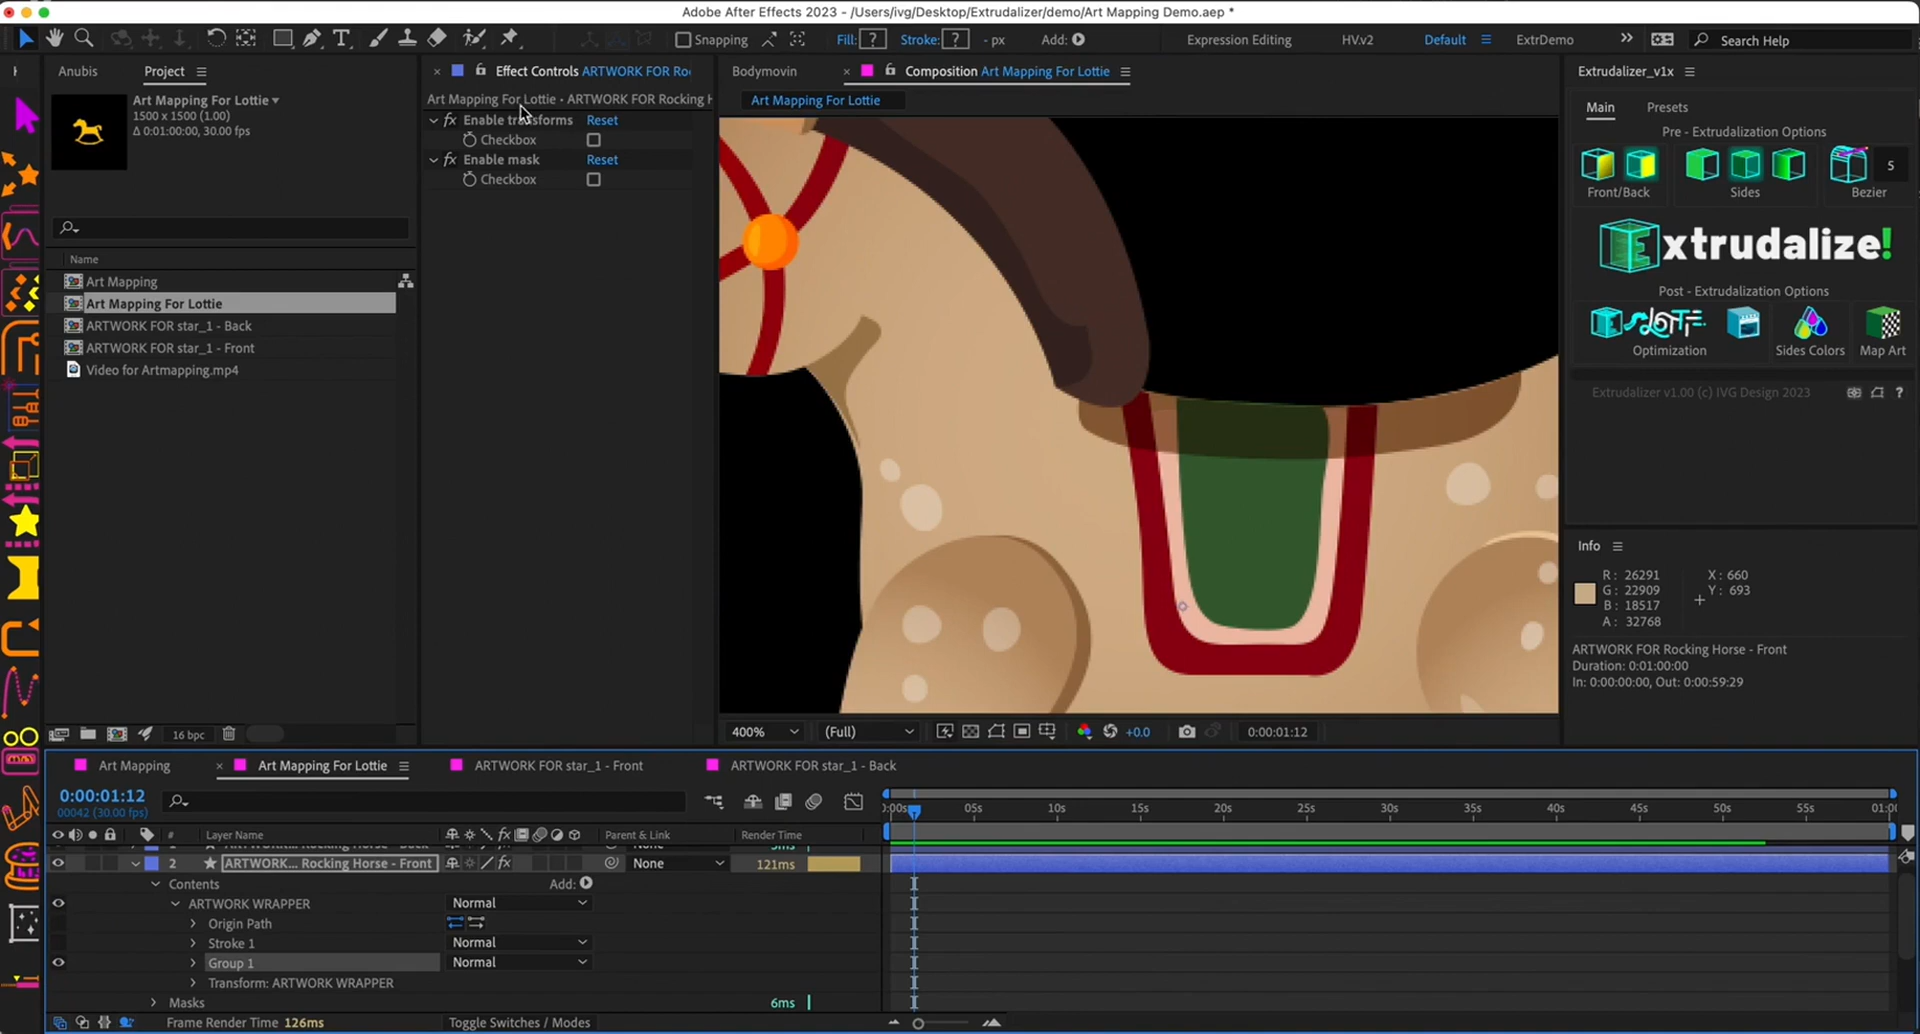 Adobe After Effects 2023 - /Users/ivg/Desktop/Extrudalizer/demo/Art Mapping Demo.aep *
Snapping
Fill: ?
Stroke: ?
- px
Add:
Expression Editing
HV.v2
Default
ExtrDemo
Search Help
Anubis
Project
Art Mapping For Lottie
1500 x 1500 (1.00)
Δ 0:01:00:00, 30.00 fps
Name
Art Mapping
Art Mapping For Lottie
ARTWORK FOR star_1 - Back
ARTWORK FOR star_1 - Front
Video for Artmapping.mp4
16 bpc
Effect Controls ARTWORK FOR Ro
Art Mapping For Lottie • ARTWORK FOR Rocking H
fx Enable transforms Reset
Checkbox
fx Enable mask Reset
Checkbox
Bodymovin
Composition Art Mapping For Lottie
Art Mapping For Lottie
400%
(Full)
+0.0
0:00:01:12
Extrudalizer_v1x
Main
Presets
Pre - Extrudalization Options
5
Front/Back
Sides
Bezier
Extrudalize!
Post - Extrudalization Options
Optimization
Sides Colors
Map Art
Extrudalizer v1.00 (c) IVG Design 2023
?
Info
R: 26291
G: 22909
B: 18517
A: 32768
X: 660
Y: 693
ARTWORK FOR Rocking Horse - Front
Duration: 0:01:00:00
In: 0:00:00:00, Out: 0:00:59:29
Art Mapping
Art Mapping For Lottie
ARTWORK FOR star_1 - Front
ARTWORK FOR star_1 - Back
0:00:01:12
00042 (30.00 fps)
:00s 05s 10s 15s 20s 25s 30s 35s 40s 45s 50s 55s 01:0
# Layer Name fx Parent & Link Render Time
2 ARTWORK... Rocking Horse - Front fx None 121ms
Contents Add:
ARTWORK WRAPPER Normal
Origin Path
Stroke 1 Normal
Group 1 Normal
Transform: ARTWORK WRAPPER
Masks 6ms
Frame Render Time 126ms
Toggle Switches / Modes